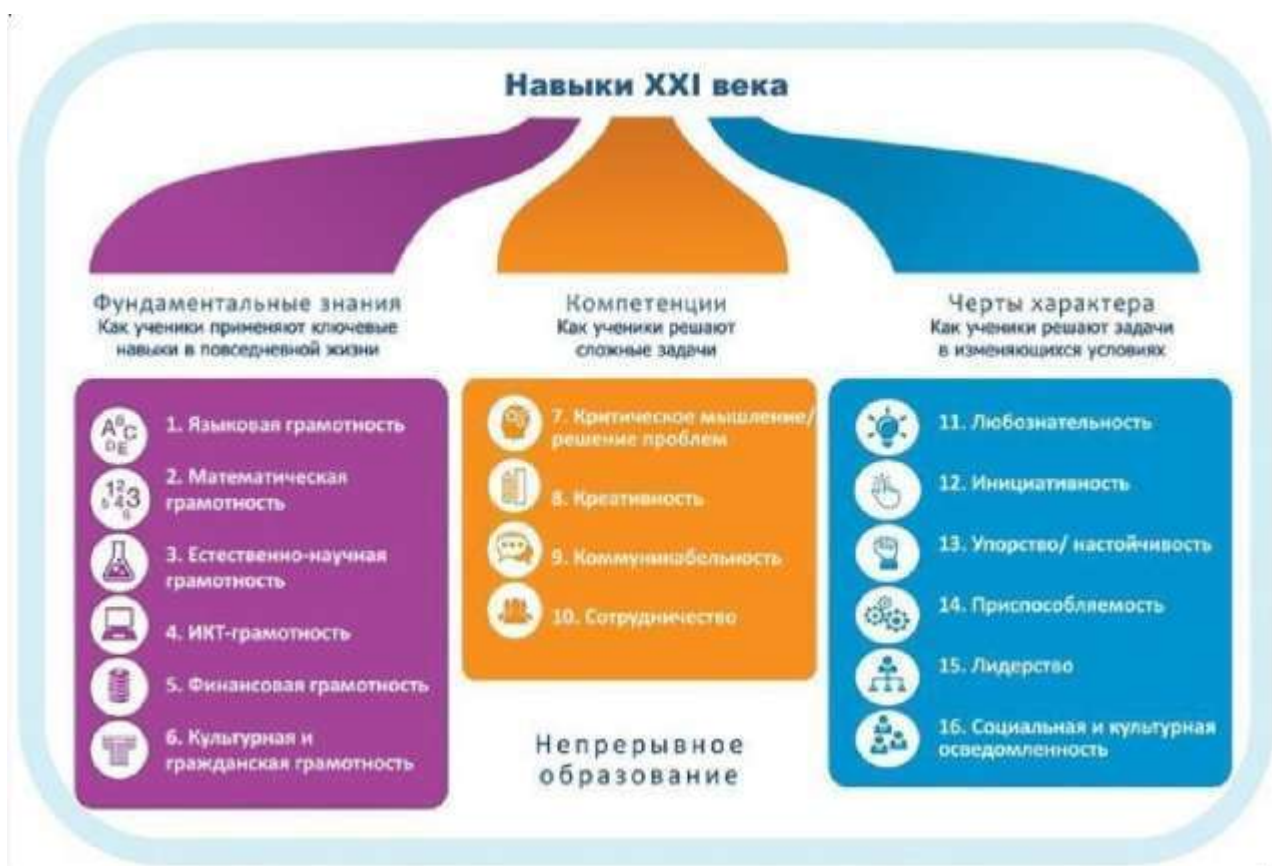 Навыки XXI века
Фундаментальные знания
Как ученики применяют ключевые
навыки в повседневной жизни
ABC
DE
1. Языковая грамотность
2. Математическая
грамотность
3. Естественно-научная
грамотность
4. ИКТ-грамотность
5. Финансовая грамотность
6. Культурная и
гражданская грамотность
Компетенции
Как ученики решают
сложные задачи
7. Критическое мышление/
решение проблем
8. Креативность
9. Коммуникабельность
10. Сотрудничество
Непрерывное
образование
Черты характера
Как ученики решают задачи
в изменяющихся условиях
11. Любознательность
12. Инициативность
13. Упорство/ настойчивость
14. Приспособляемость
15. Лидерство
16. Социальная и культурная
осведомленность